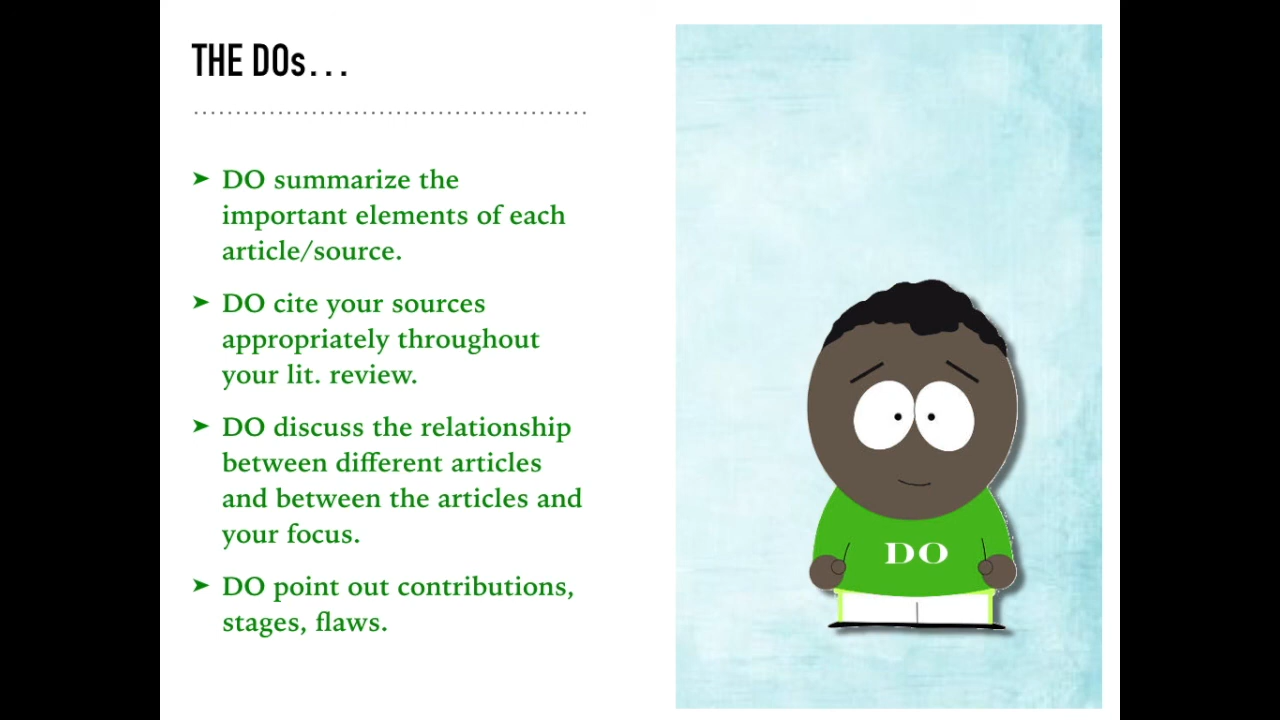 THE DOs...
➤ DO summarize the
important elements of each
article/source.
➤ DO cite your sources
appropriately throughout
your lit. review.
➤ DO discuss the relationship
between different articles
and between the articles and
your focus.
➤ DO point out contributions,
stages, flaws.
DO